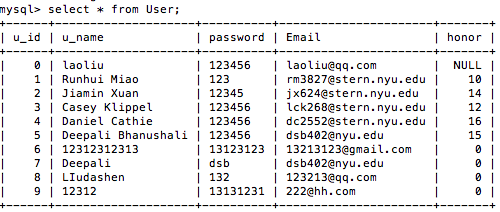 mysql> select * from User;
+------+-------------------+----------+---------------------+-------+
| u_id | u_name | password | Email | honor |
+------+-------------------+----------+---------------------+-------+
| 0 | laoliu | 123456 | laoliu@qq.com | NULL |
| 1 | Runhui Miao | 123 | rm3827@stern.nyu.edu | 10 |
| 2 | Jiamin Xuan | 12345 | jx624@stern.nyu.edu | 14 |
| 3 | Casey Klippel | 123456 | lck268@stern.nyu.edu | 12 |
| 4 | Daniel Cathie | 123456 | dc2552@stern.nyu.edu | 16 |
| 5 | Deepali Bhanushali | 123456 | dsb402@nyu.edu | 15 |
| 6 | 12312312313 | 13123123 | 13213123@gmail.com | 0 |
| 7 | Deepali | dsb | dsb402@nyu.edu | 0 |
| 8 | LIudashen | 132 | 123213@qq.com | 0 |
| 9 | 12312 | 13131231 | 222@hh.com | 0 |
+------+-------------------+----------+---------------------+-------+